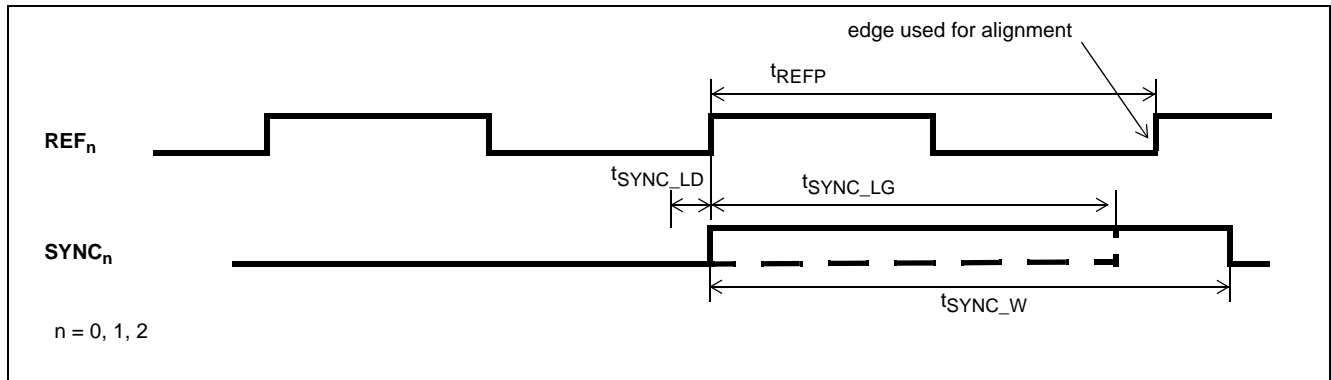 edge used for alignment
tREFP
REFn
tSYNC_LD
tSYNC_LG
SYNCn
tSYNC_W
n = 0, 1, 2